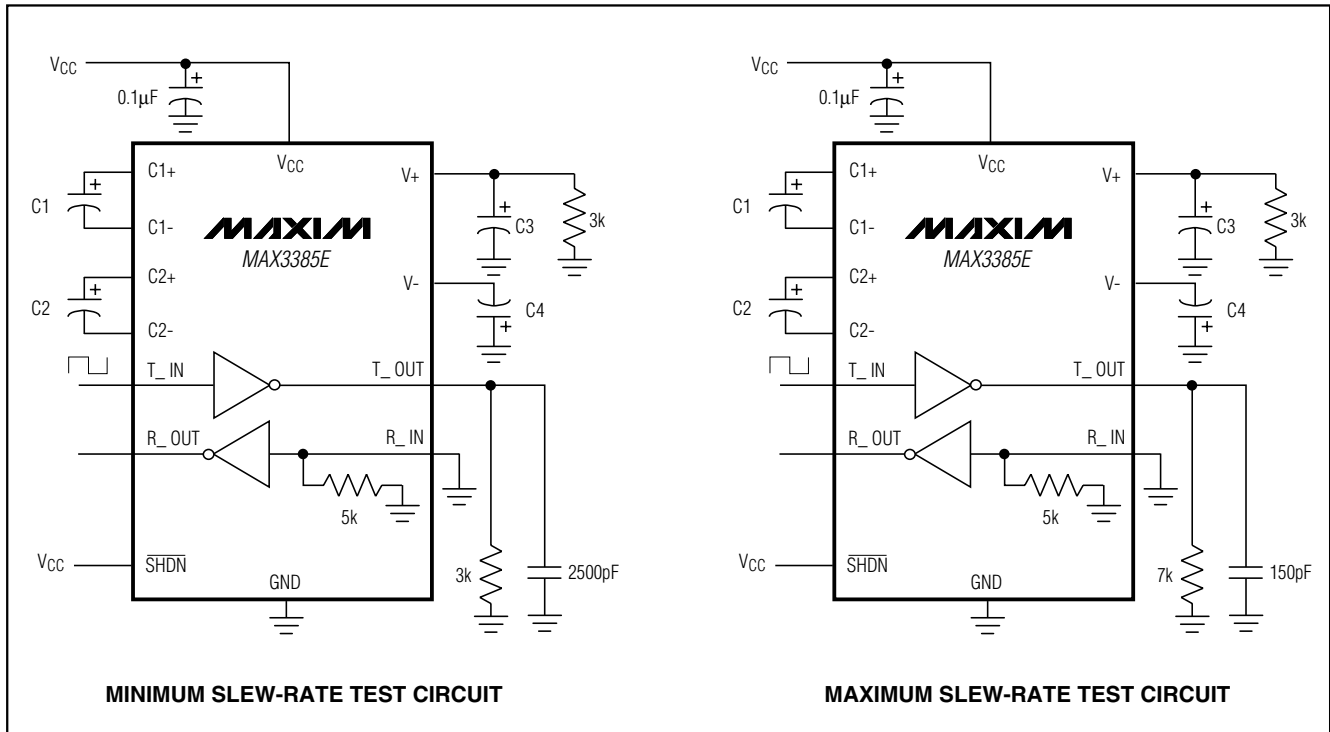 VCC
0.1μF
+
VCC
C1+
V+
C1
+
C1-
MAXIM
MAX3385E
+
C3
3k
C2+
V-
C2
+
C2-
C4
+
T_ IN
T_ OUT
R_ OUT
R_ IN
5k
VCC
SHDN
GND
3k
2500pF
MINIMUM SLEW-RATE TEST CIRCUIT
VCC
0.1μF
+
VCC
C1+
V+
C1
+
C1-
MAXIM
MAX3385E
+
C3
3k
C2+
V-
C2
+
C2-
C4
+
T_ IN
T_ OUT
R_ OUT
R_ IN
5k
VCC
SHDN
GND
7k
150pF
MAXIMUM SLEW-RATE TEST CIRCUIT